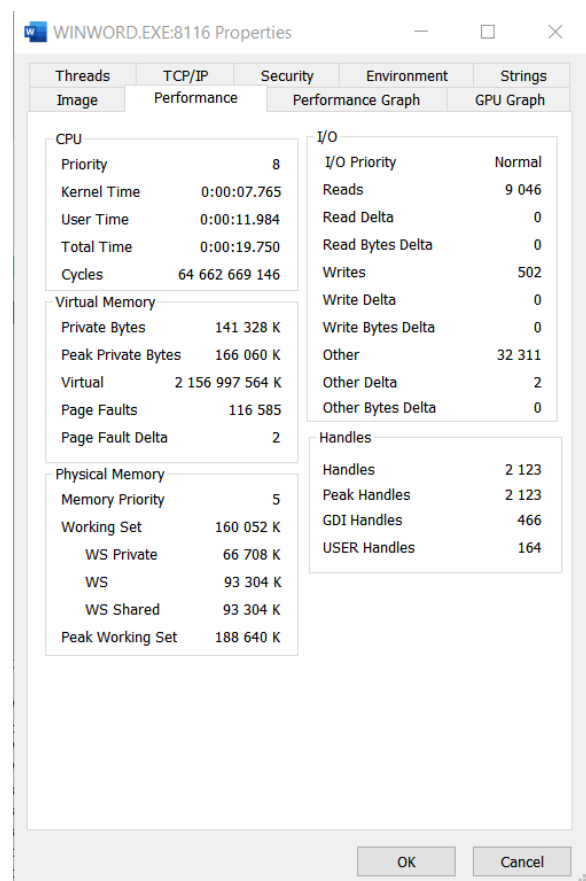 WINWORD.EXE:8116 Properties
Threads TCP/IP Security Environment Strings
Image Performance Performance Graph GPU Graph
CPU
Priority 8
Kernel Time 0:00:07.765
User Time 0:00:11.984
Total Time 0:00:19.750
Cycles 64 662 669 146
Virtual Memory
Private Bytes 141 328 K
Peak Private Bytes 166 060 K
Virtual 2 156 997 564 K
Page Faults 116 585
Page Fault Delta 2
Physical Memory
Memory Priority 5
Working Set 160 052 K
WS Private 66 708 K
WS 93 304 K
WS Shared 93 304 K
Peak Working Set 188 640 K
I/O
I/O Priority Normal
Reads 9 046
Read Delta 0
Read Bytes Delta 0
Writes 502
Write Delta 0
Write Bytes Delta 0
Other 32 311
Other Delta 2
Other Bytes Delta 0
Handles
Handles 2 123
Peak Handles 2 123
GDI Handles 466
USER Handles 164
OK Cancel